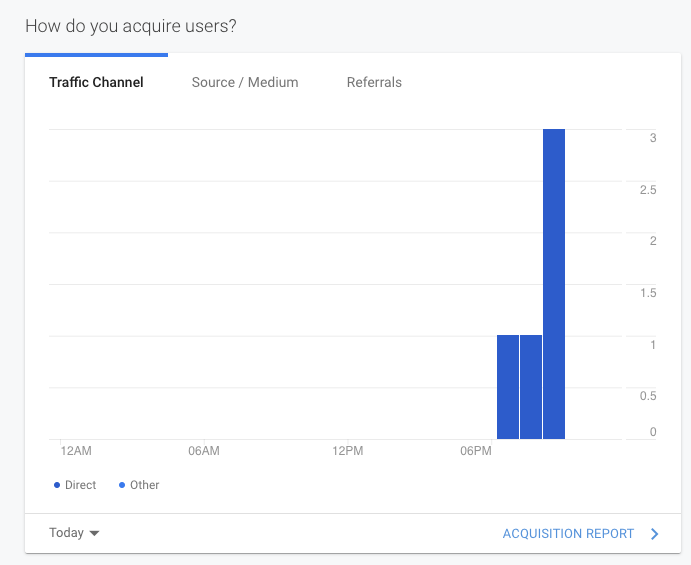 How do you acquire users?
Traffic Channel Source / Medium Referrals
3
2.5
2
1.5
1
0.5
0
12AM 06AM 12PM 06PM
Direct Other
Today ACQUISITION REPORT